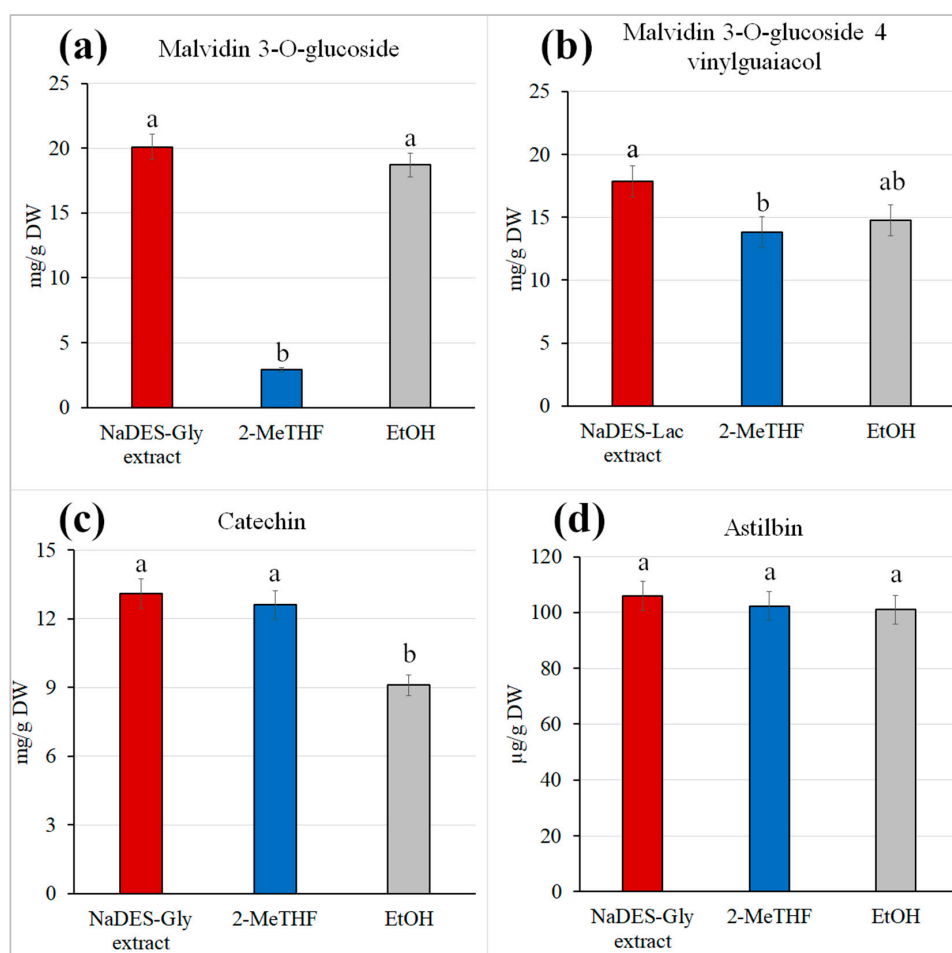 (a)
Malvidin 3-O-glucoside
25
20
15
10
5
0
mg/g DW
a
b
a
NaDES-Gly extract
2-MeTHF
EtOH
(b)
Malvidin 3-O-glucoside 4
vinylguaiacol
25
20
15
10
5
0
mg/g DW
a
b
ab
NaDES-Lac extract
2-MeTHF
EtOH
(c)
Catechin
15
12
9
6
3
0
mg/g DW
a
a
b
NaDES-Gly extract
2-MeTHF
EtOH
(d)
Astilbin
120
100
80
60
40
20
0
µg/g DW
a
a
a
NaDES-Gly extract
2-MeTHF
EtOH